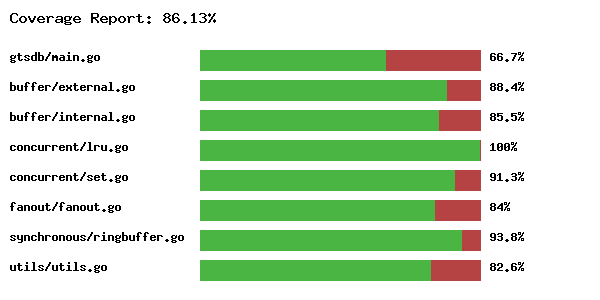 Coverage Report: 86.13%
gtsdb/main.go 66.7%
buffer/external.go 88.4%
buffer/internal.go 85.5%
concurrent/lru.go 100%
concurrent/set.go 91.3%
fanout/fanout.go 84%
synchronous/ringbuffer.go 93.8%
utils/utils.go 82.6%